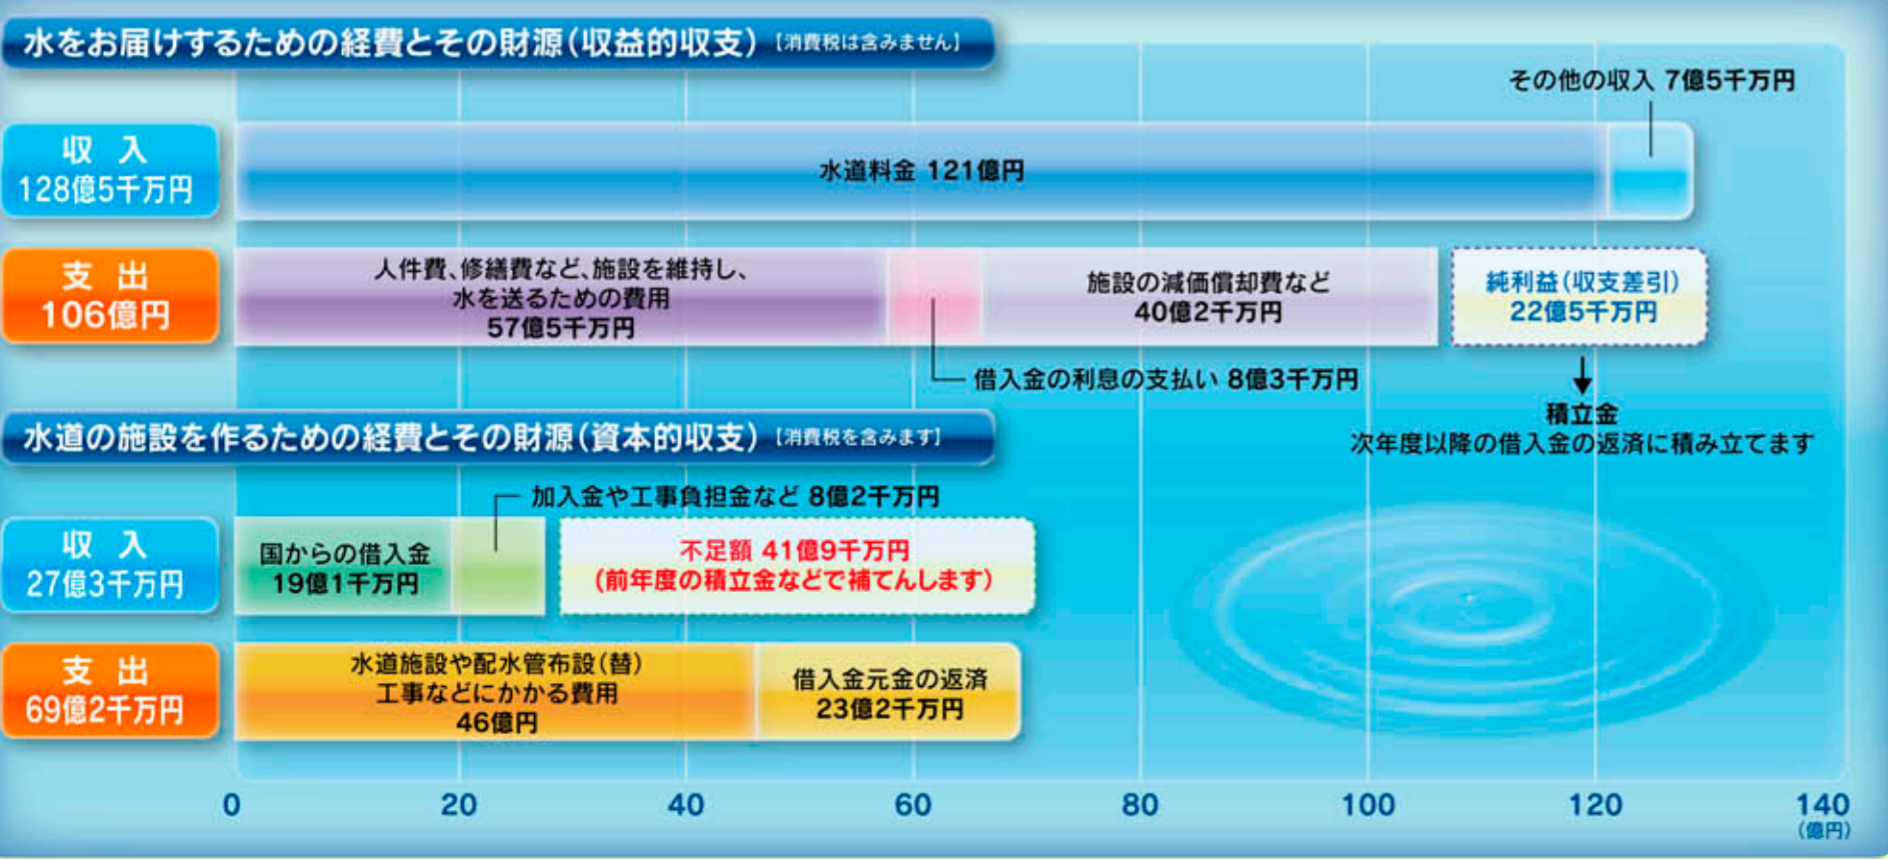 水をお届けするための経費とその財源(収益的収支)【消費税は含みません】
その他の収入 7億5千万円
収 入
128億5千万円
水道料金 121億円
支 出
106億円
人件費、修繕費など、施設を維持し、
水を送るための費用
57億5千万円
施設の減価償却費など
40億2千万円
純利益(収支差引)
22億5千万円
借入金の利息の支払い 8億3千万円
積立金
次年度以降の借入金の返済に積み立てます
水道の施設を作るための経費とその財源(資本的収支)【消費税を含みます】
加入金や工事負担金など 8億2千万円
収 入
27億3千万円
国からの借入金
19億1千万円
不足額 41億9千万円
(前年度の積立金などで補てんします)
支 出
69億2千万円
水道施設や配水管布設(替)
工事などにかかる費用
46億円
借入金元金の返済
23億2千万円
0 20 40 60 80 100 120 140
(億円)